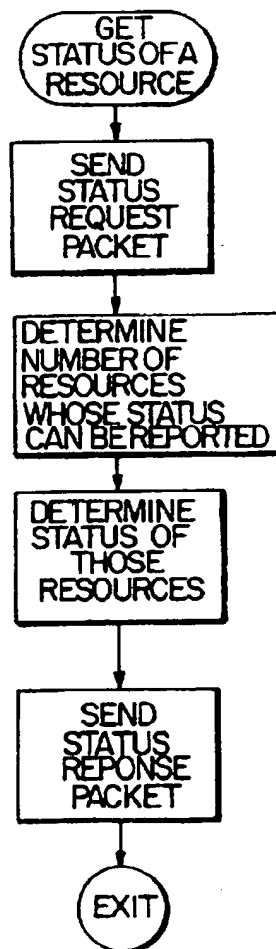 GET
STATUS OF A
RESOURCE
SEND
STATUS
REQUEST
PACKET
DETERMINE
NUMBER OF
RESOURCES
WHOSE STATUS
CAN BE REPORTED
DETERMINE
STATUS OF
THOSE
RESOURCES
SEND
STATUS
REPONSE
PACKET
EXIT